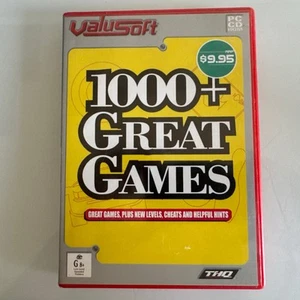 ValuSoft
PC
CD
$9.95
1000+
GREAT
GAMES
GREAT GAMES, PLUS NEW LEVELS, CHEATS AND HELPFUL HINTS
G 8+
THQ